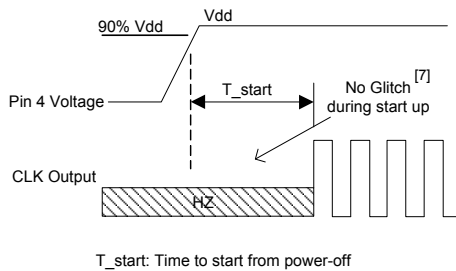 90% Vdd
Vdd
T_start
No Glitch [7]
during start up
Pin 4 Voltage
CLK Output
HZ
T_start: Time to start from power-off